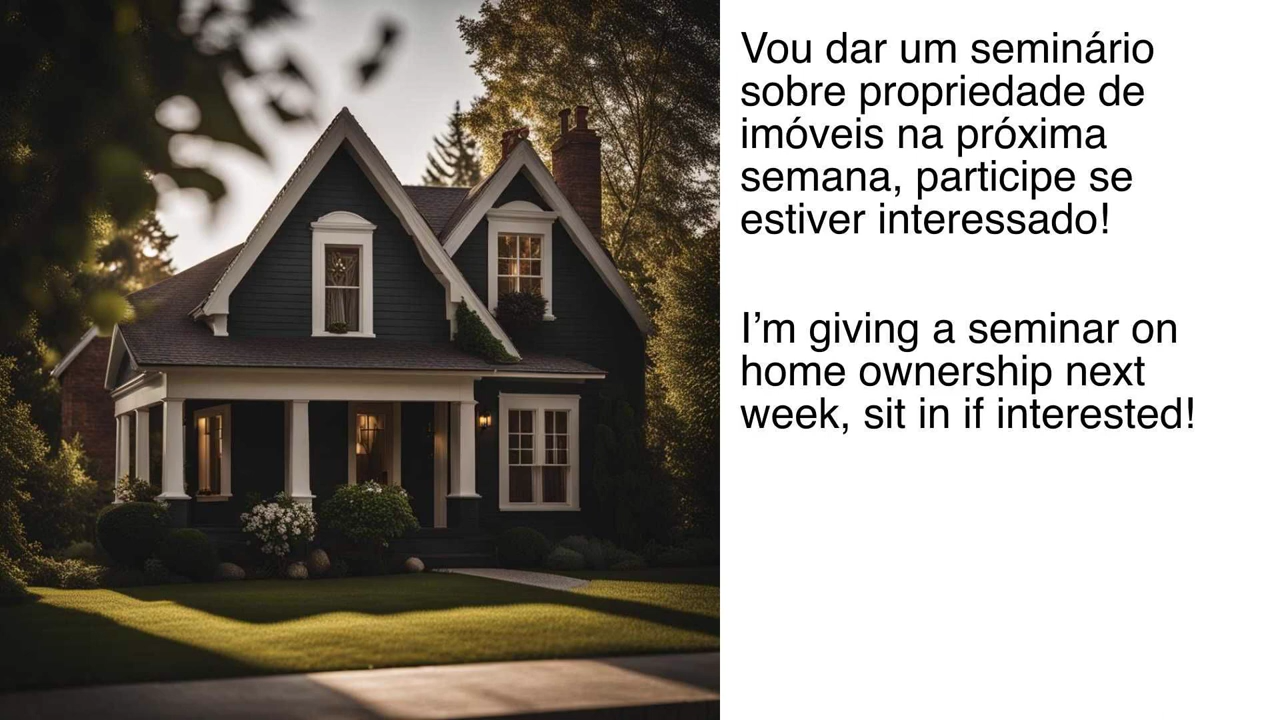 Vou dar um seminário
sobre propriedade de
imóveis na próxima
semana, participe se
estiver interessado!
I’m giving a seminar on
home ownership next
week, sit in if interested!